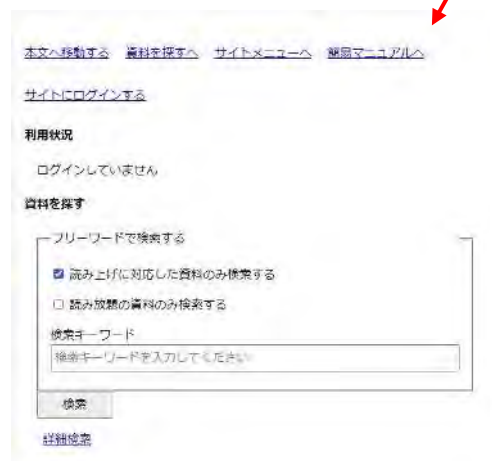 本文へ移動する 資料を探すへ サイトメニューへ 簡易マニュアルへ
サイトにログインする
利用状況
ログインしていません
資料を探す
フリーワードで検索する
読み上げに対応した資料のみ検索する
読み放題の資料のみ検索する
検索キーワード
検索キーワードを入力してください
検索
詳細検索